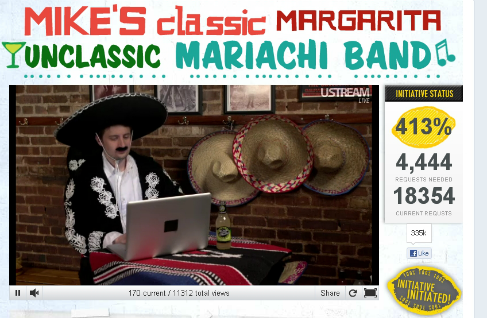 MIKE'S classic MARGARITA
UNCLASSIC MARIACHI BAND
USTREAM
LIVE
INITIATIVE STATUS
413%
4,444
REQUESTS NEEDED
18354
CURRENT REQUSTS
335k
Like
INITIATIVE
INITIATED!
170 current / 11312 total views
Share